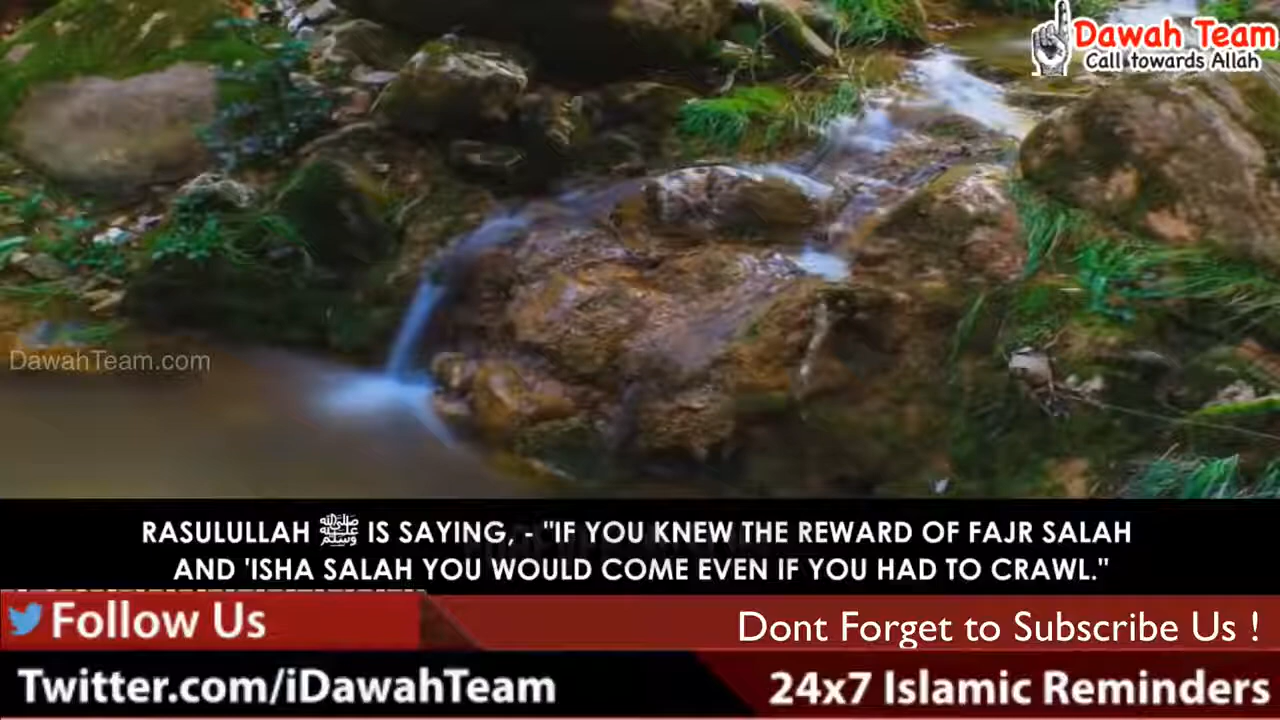 Dawah Team
Call towards Allah
DawahTeam.com
RASULULLAH ﷺ IS SAYING, - "IF YOU KNEW THE REWARD OF FAJR SALAH
AND 'ISHA SALAH YOU WOULD COME EVEN IF YOU HAD TO CRAWL."
Follow Us
Dont Forget to Subscribe Us !
Twitter.com/iDawahTeam
24x7 Islamic Reminders